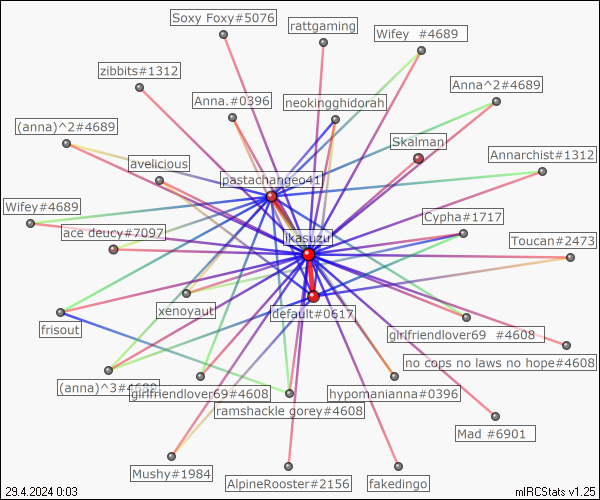 Soxy Foxy#5076
rattgaming
Wifey  #4689
zibbits#1312
Anna^2#4689
Anna.#0396
neokingghidorah
(anna)^2#4689
Skalman
Annarchist#1312
avelicious
pastachangeo41
Wifey#4689
Cypha#1717
ace deucy#7097
jkasuzu
Toucan#2473
xenoyaut
default#0617
frisout
girlfriendlover69  #4608
no cops no laws no hope#4608
(anna)^3#4689
girlfriendlover69#4608
hypomanianna#0396
ramshackle gorey#4608
Mad #6901
Mushy#1984
AlpineRooster#2156
fakedingo
29.4.2024 0:03
mIRCStats v1.25